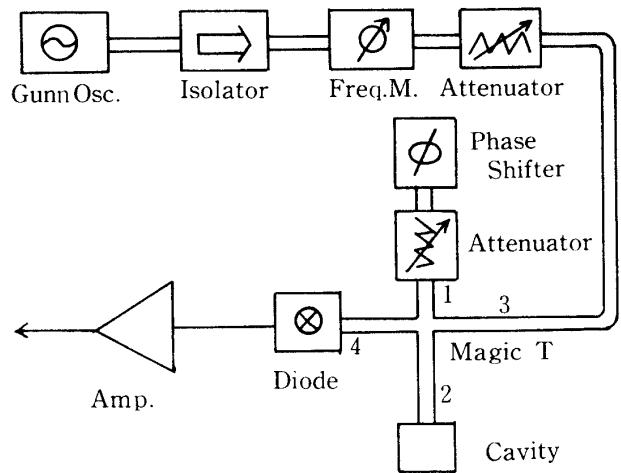 Gunn Osc.
Isolator
Freq.M.
Attenuator
Phase
Shifter
Attenuator
1
3
4
Magic T
Diode
2
Amp.
Cavity